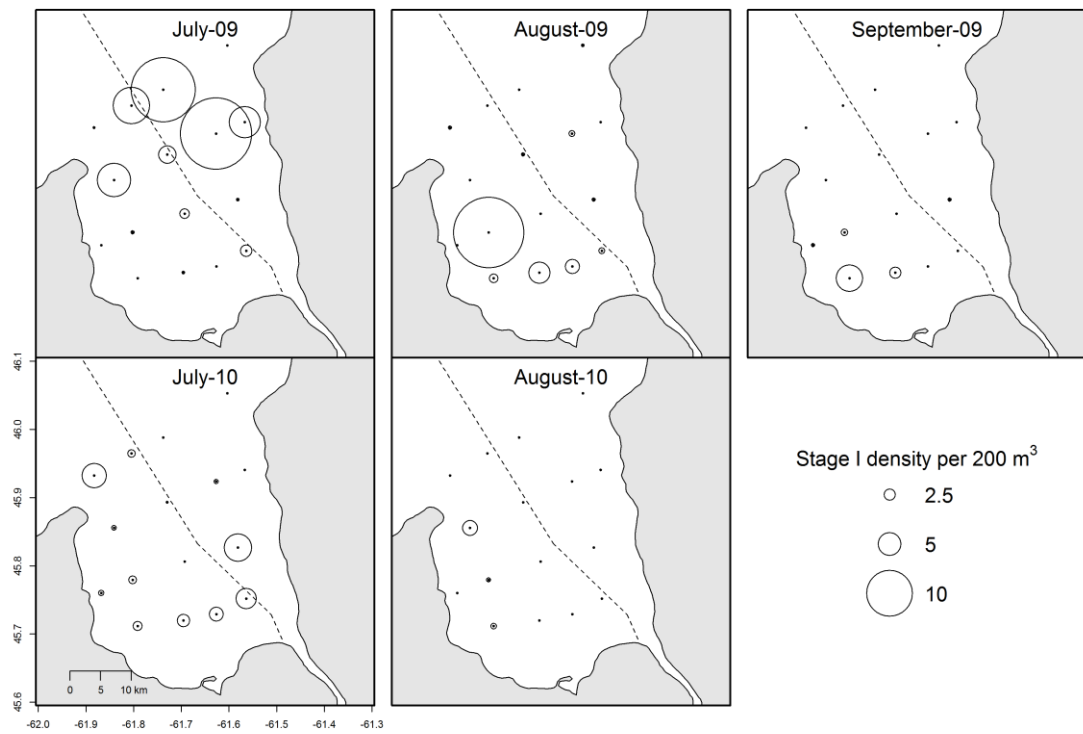 July-09
August-09
September-09
July-10
August-10
46.1
46.0
45.9
45.8
45.7
45.6
0 5 10 km
-62.0 -61.9 -61.8 -61.7 -61.6 -61.5 -61.4 -61.3
Stage I density per 200 m³
2.5
5
10